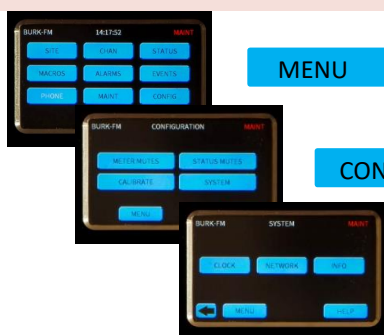 BURK-FM 14:17:52 MAINT
SITE CHAN STATUS
MACROS ALARMS EVENTS
PHONE MAINT CONFIG
MENU
BURK-FM CONFIGURATION MAINT
METER MUTES STATUS MUTES
CALIBRATE SYSTEM
MENU
CON
BURK-FM SYSTEM MAINT
CLOCK NETWORK INFO
MENU HELP